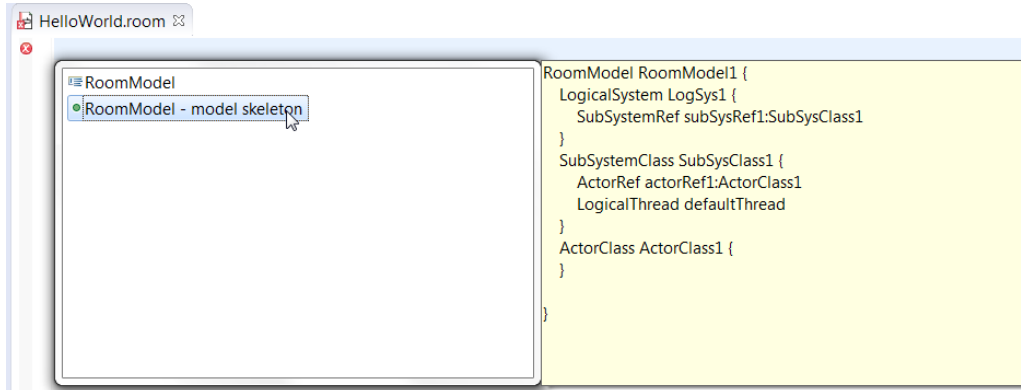 HelloWorld.room
RoomModel
RoomModel - model skeleton
RoomModel RoomModel1 {
LogicalSystem LogSys1 {
SubSystemRef subSysRef1:SubSysClass1
}
SubSystemClass SubSysClass1 {
ActorRef actorRef1:ActorClass1
LogicalThread defaultThread
}
ActorClass ActorClass1 {
}
}